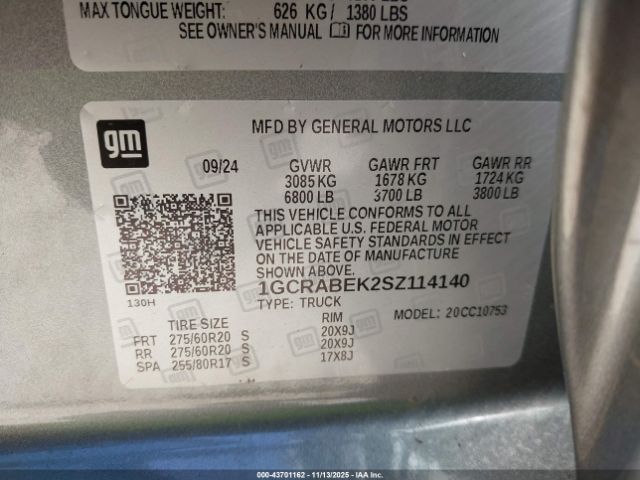 MAX TONGUE WEIGHT: 626 KG/ 1380 LBS
SEE OWNER'S MANUAL FOR MORE INFORMATION
gm
MFD BY GENERAL MOTORS LLC
09/24 GVWR GAWR FRT GAWR RR
3085 KG 1678 KG 1724 KG
6800 LB 3700 LB 3800 LB
THIS VEHICLE CONFORMS TO ALL
APPLICABLE U.S. FEDERAL MOTOR
VEHICLE SAFETY STANDARDS IN EFFECT
ON THE DATE OF MANUFACTURE
SHOWN ABOVE.
1GCRABEK2SZ114140
130H
TYPE: TRUCK
MODEL: 20CC10753
TIRE SIZE RIM
FRT 275/60R20 S 20X9J
RR 275/60R20 S 20X9J
SPA 255/80R17 S 17X8J
000-43701162 - 11/13/2025 - IAA Inc.